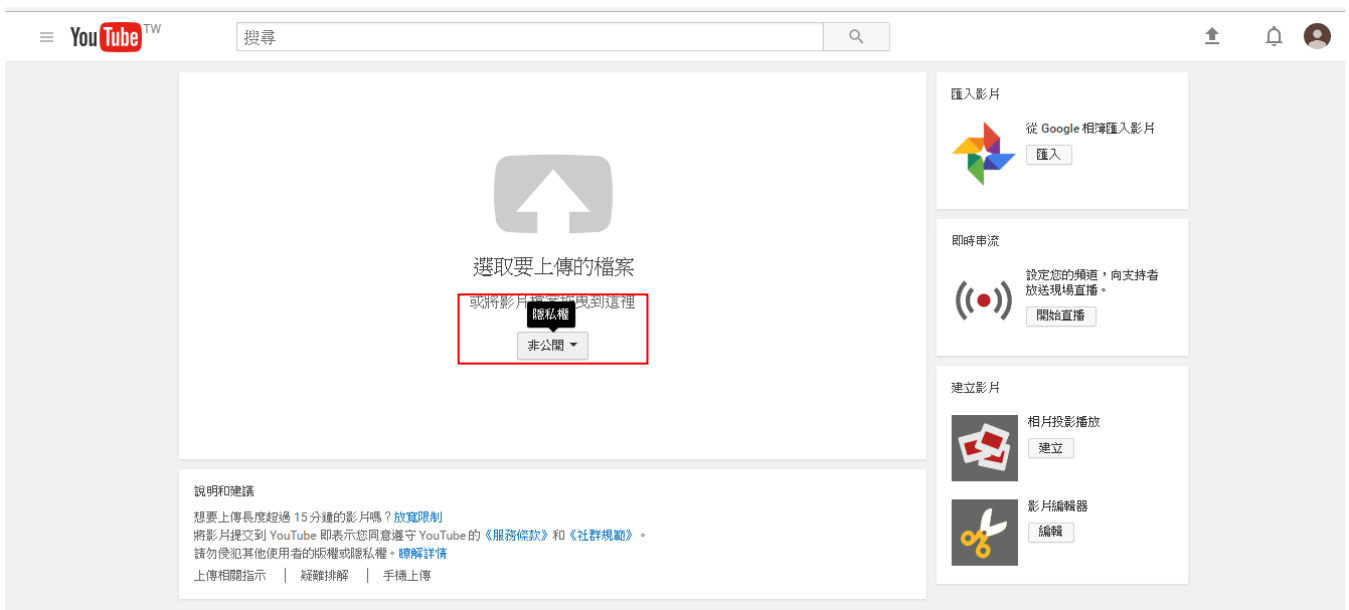 YouTube TW
搜尋
選取要上傳的檔案
或將影片檔案拖曳到這裡
隱私權
非公開
說明和建議
想要上傳長度超過 15 分鐘的影片嗎？放寬限制
將影片提交到 YouTube 即表示您同意遵守 YouTube 的《服務條款》和《社群規範》。
請勿侵犯其他使用者的版權或隱私權。瞭解詳情
上傳相關指示 | 疑難排解 | 手機上傳
匯入影片
從 Google 相簿匯入影片
匯入
即時串流
設定您的頻道，向支持者
放送現場直播。
開始直播
建立影片
相片投影播放
建立
影片編輯器
編輯